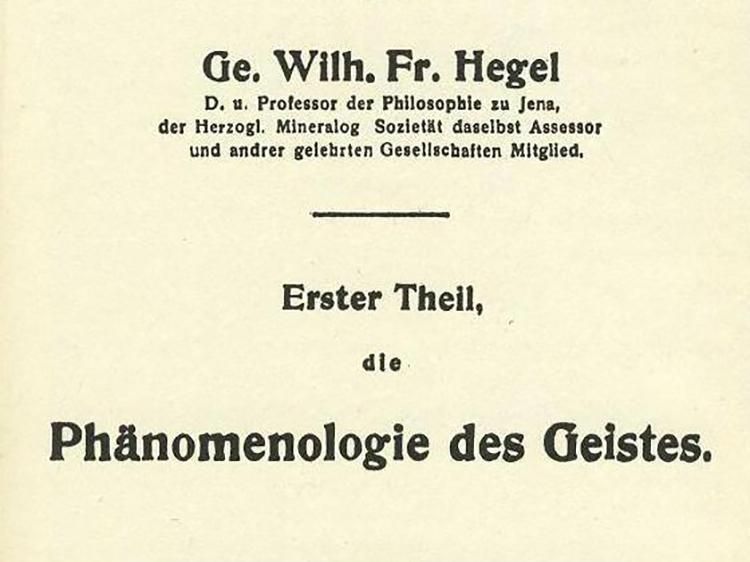 Ge. Wilh. Fr. Hegel
D. u. Professor der Philosophie zu Jena,
der Herzogl. Mineralog Sozietät daselbst Assessor
und andrer gelehrten Gesellschaften Mitglied.
Erster Theil,
die
Phänomenologie des Geistes.